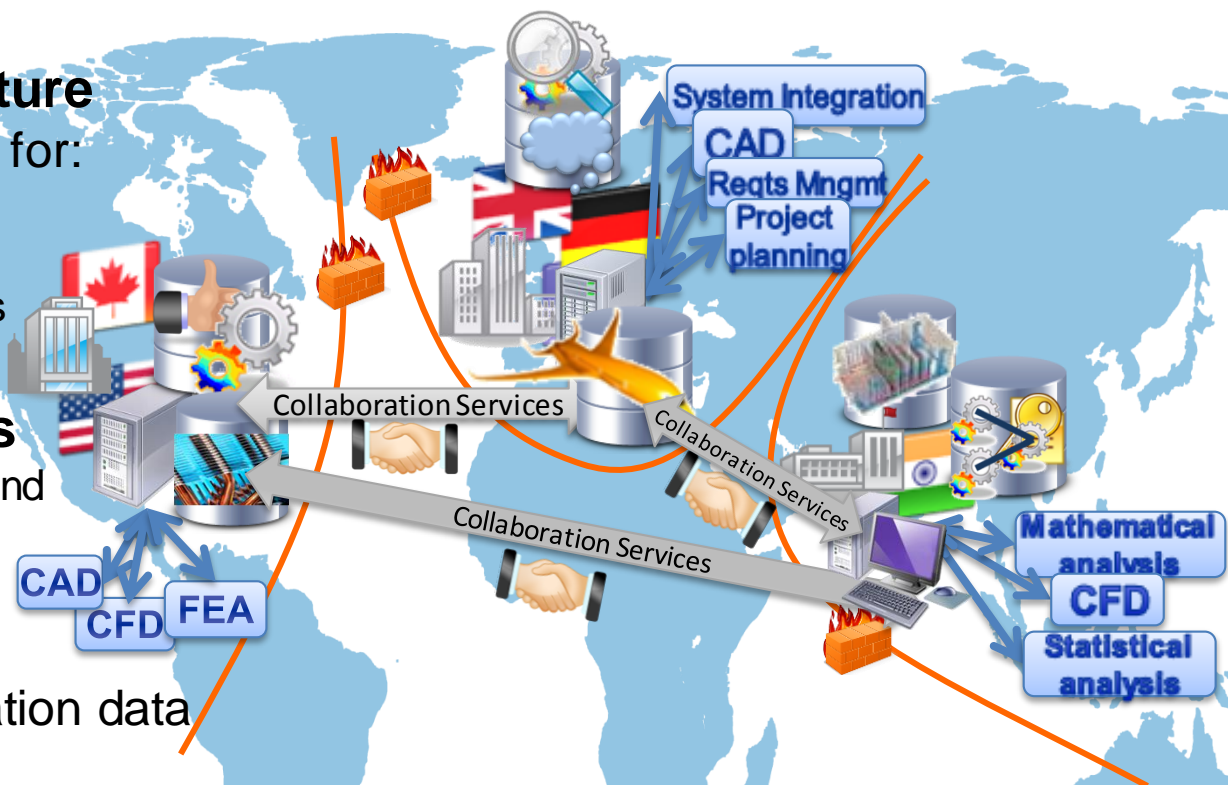 ture
for:
s
s
nd
ation data
System Integration
CAD
Reqts Mngmt
Project
planning
Collaboration Services
Collaboration Services
Collaboration Services
CAD
CFD
FEA
Mathematical
analysis
CFD
Statistical
analysis